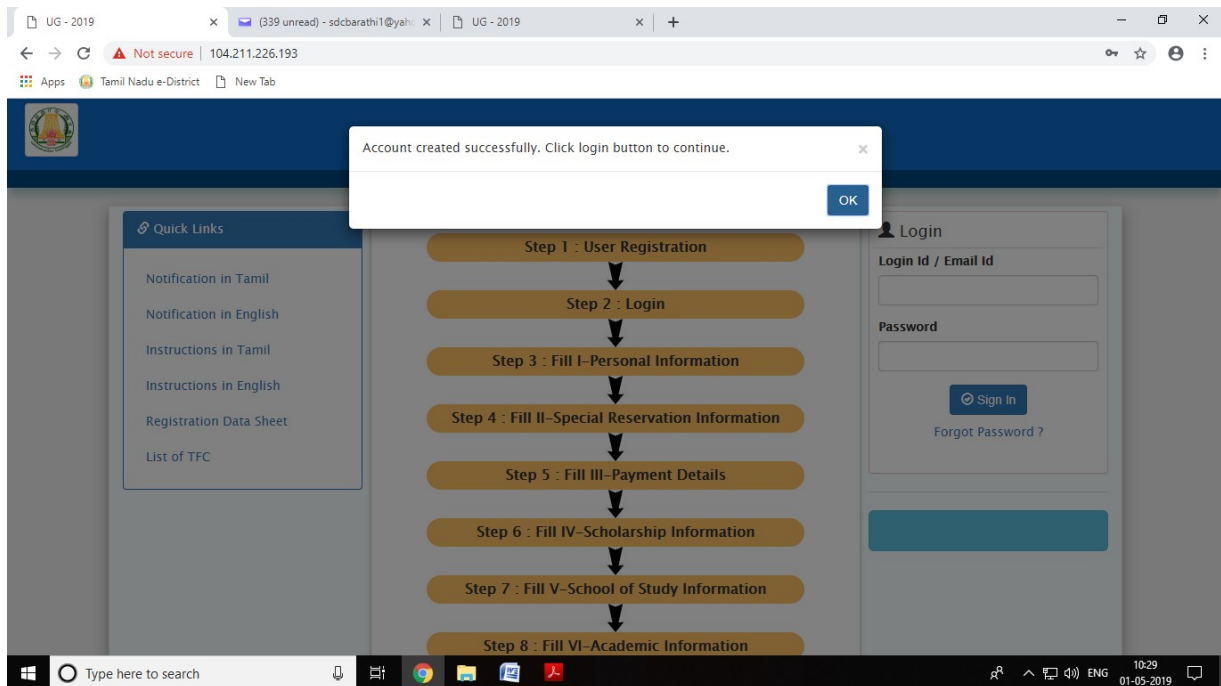 UG - 2019
(339 unread) - sdcbarathi1@yaho
UG - 2019
Not secure | 104.211.226.193
Apps
Tamil Nadu e-District
New Tab
Account created successfully. Click login button to continue.
×
OK
Quick Links
Notification in Tamil
Notification in English
Instructions in Tamil
Instructions in English
Registration Data Sheet
List of TFC
Step 1 : User Registration
Step 2 : Login
Step 3 : Fill I-Personal Information
Step 4 : Fill II-Special Reservation Information
Step 5 : Fill III-Payment Details
Step 6 : Fill IV-Scholarship Information
Step 7 : Fill V-School of Study Information
Step 8 : Fill VI-Academic Information
Login
Login Id / Email Id
Password
Sign In
Forgot Password ?
Type here to search
ENG
10:29
01-05-2019